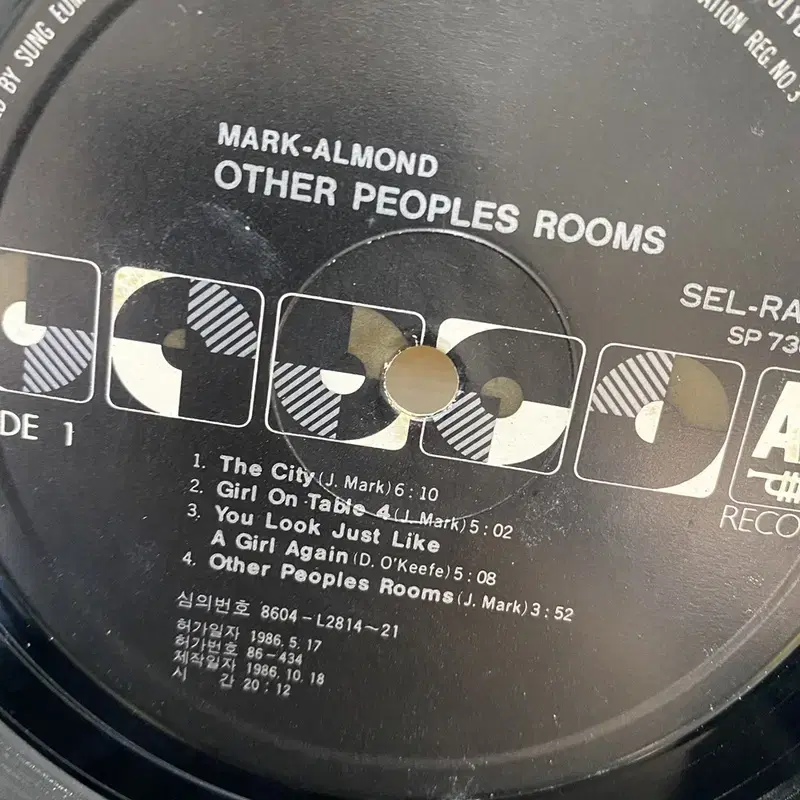 BY SUNG EUM
REG. NO. 3
MARK-ALMOND
OTHER PEOPLES ROOMS
SEL-RA
SP 73
DE 1
A
RECO
1. The City (J. Mark) 6 : 10
2. Girl On Table 4 (J. Mark) 5 : 02
3. You Look Just Like
A Girl Again (D. O'Keefe) 5 : 08
4. Other Peoples Rooms (J. Mark) 3 : 52
심의번호 8604-L2814~21
허가일자 1986. 5. 17
허가번호 86-434
제작일자 1986. 10. 18
시 간 20 : 12